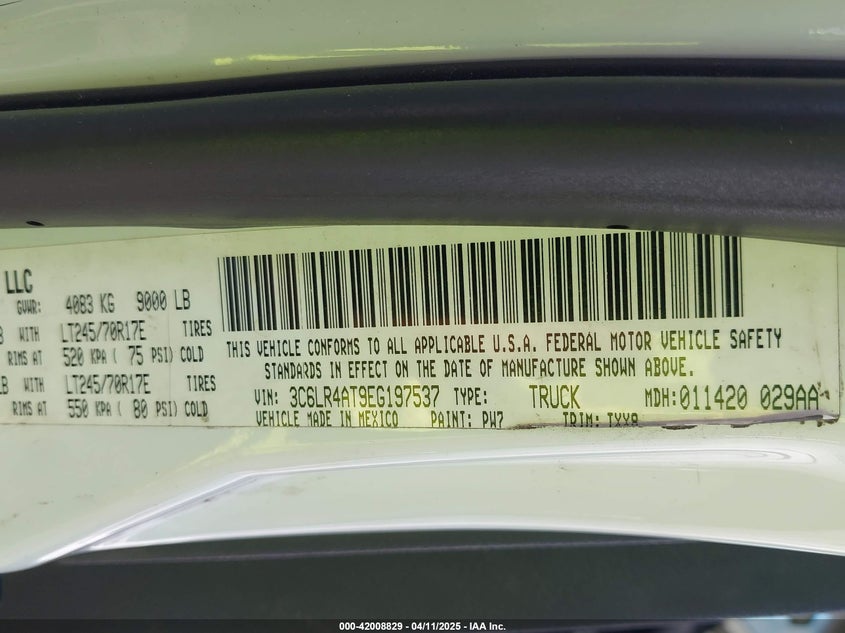 LLC
GVWR: 4083 KG 9000 LB
WITH LT245/70R17E TIRES
RIMS AT 520 KPA ( 75 PSI) COLD
LB WITH LT245/70R17E TIRES
RIMS AT 550 KPA ( 80 PSI) COLD
THIS VEHICLE CONFORMS TO ALL APPLICABLE U.S.A. FEDERAL MOTOR VEHICLE SAFETY
STANDARDS IN EFFECT ON THE DATE OF MANUFACTURE SHOWN ABOVE.
VIN: 3C6LR4AT9EG197537 TYPE: TRUCK MDH:011420 029AA
VEHICLE MADE IN MEXICO PAINT: PW7 TRIM: TXX8
000-42008829 - 04/11/2025 - IAA Inc.